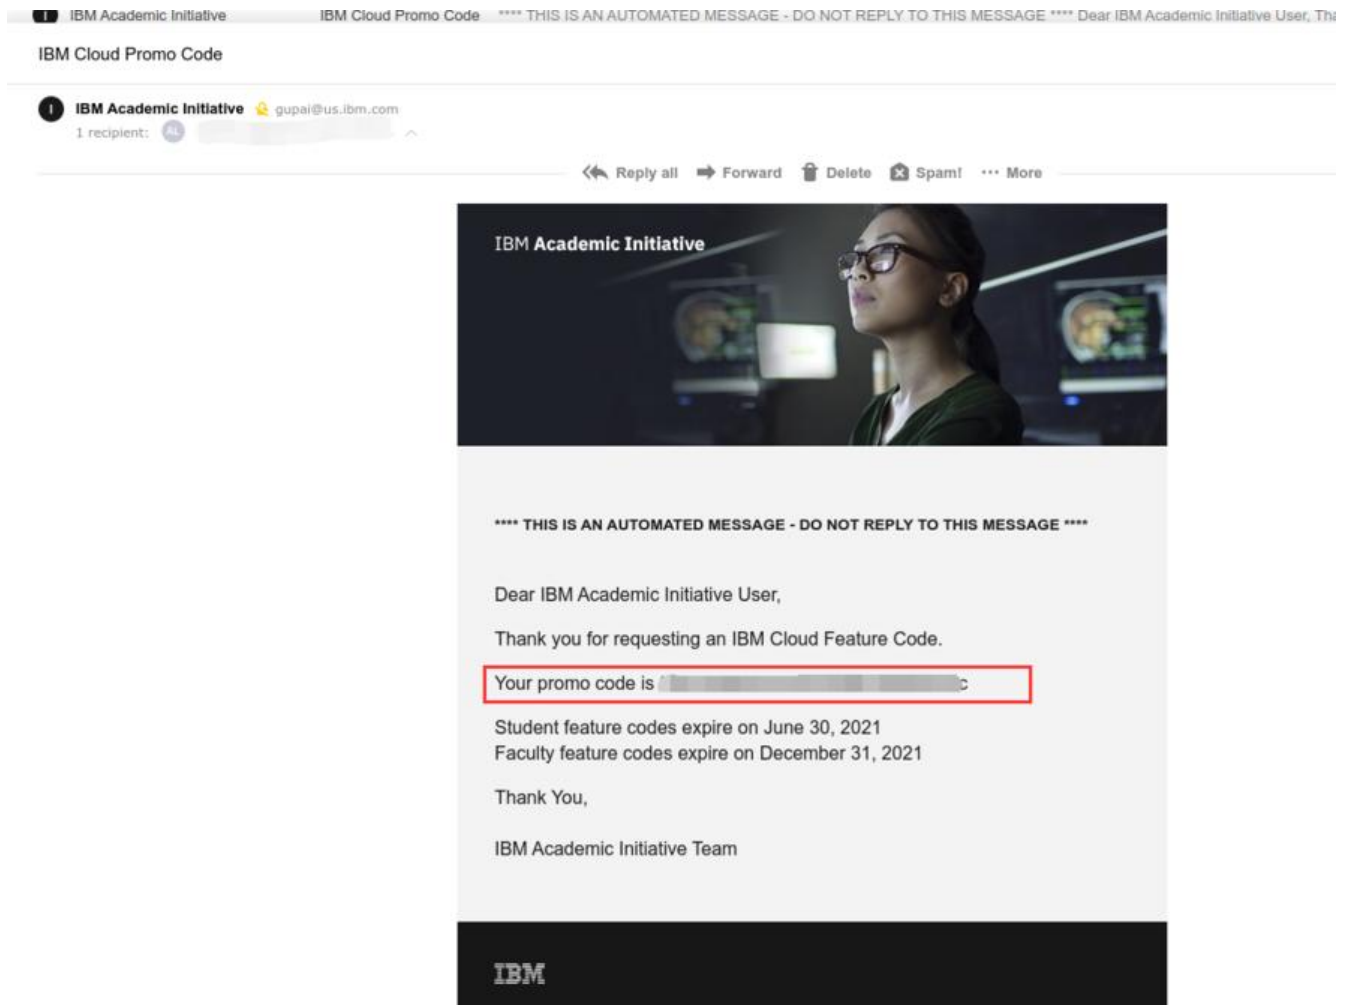 IBM Academic Initiative IBM Cloud Promo Code **** THIS IS AN AUTOMATED MESSAGE - DO NOT REPLY TO THIS MESSAGE **** Dear IBM Academic Initiative User, Tha
IBM Cloud Promo Code
I IBM Academic Initiative gupai@us.ibm.com
1 recipient: AL
Reply all Forward Delete Spam! ··· More
IBM Academic Initiative
**** THIS IS AN AUTOMATED MESSAGE - DO NOT REPLY TO THIS MESSAGE ****
Dear IBM Academic Initiative User,
Thank you for requesting an IBM Cloud Feature Code.
Your promo code is
Student feature codes expire on June 30, 2021
Faculty feature codes expire on December 31, 2021
Thank You,
IBM Academic Initiative Team
IBM